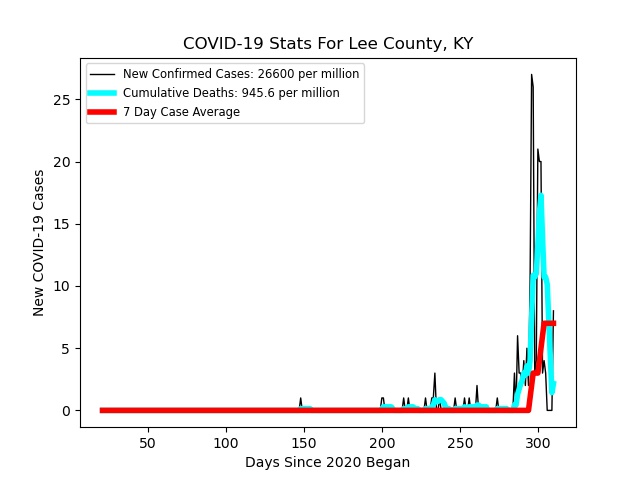 COVID-19 Stats For Lee County, KY
New Confirmed Cases: 26600 per million
Cumulative Deaths: 945.6 per million
7 Day Case Average
New COVID-19 Cases
25
20
15
10
5
0
50 100 150 200 250 300
Days Since 2020 Began